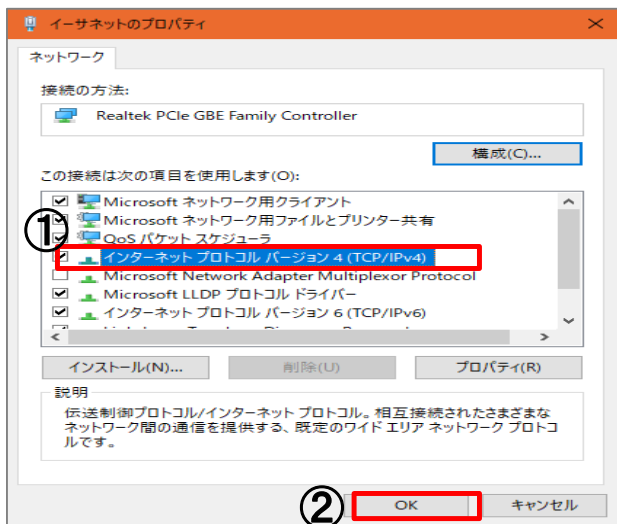 イーサネットのプロパティ
ネットワーク
接続の方法:
Realtek PCIe GBE Family Controller
構成(C)...
この接続は次の項目を使用します(O):
Microsoft ネットワーク用クライアント
Microsoft ネットワーク用ファイルとプリンター共有
①
QoS パケット スケジューラ
インターネット プロトコル バージョン 4 (TCP/IPv4)
Microsoft Network Adapter Multiplexor Protocol
Microsoft LLDP プロトコル ドライバー
インターネット プロトコル バージョン 6 (TCP/IPv6)
インストール(N)...
削除(U)
プロパティ(R)
説明
伝送制御プロトコル/インターネット プロトコル。相互接続されたさまざまな
ネットワーク間の通信を提供する、既定のワイド エリア ネットワーク プロトコ
ルです。
②
OK
キャンセル